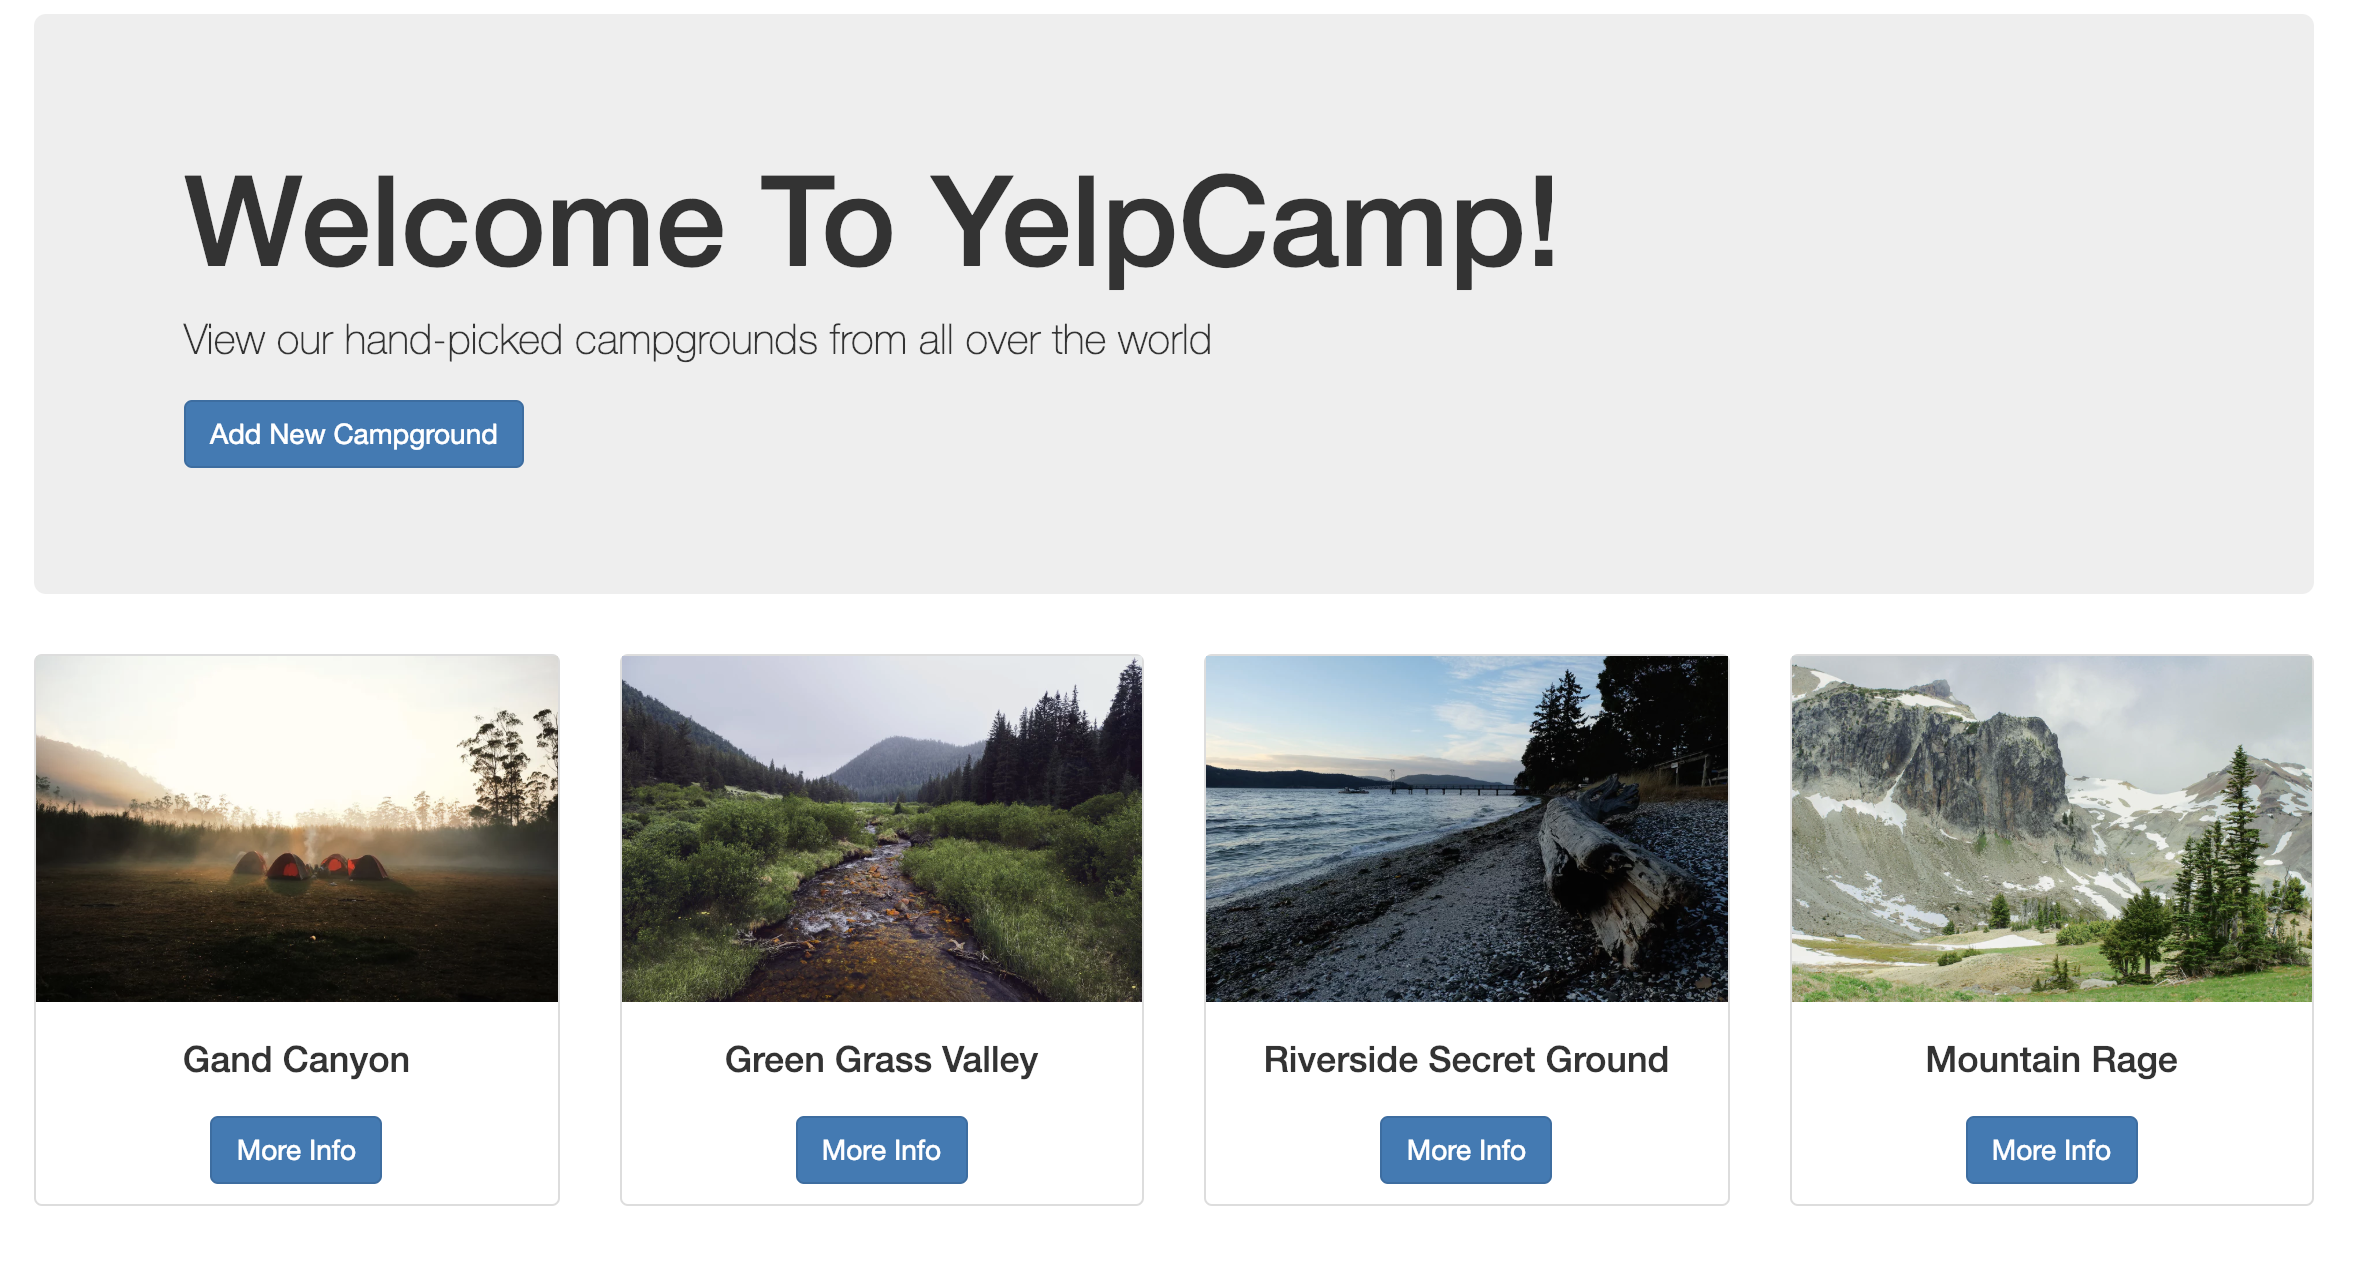 Welcome To YelpCamp!
View our hand-picked campgrounds from all over the world
Add New Campground
Gand Canyon
More Info
Green Grass Valley
More Info
Riverside Secret Ground
More Info
Mountain Rage
More Info